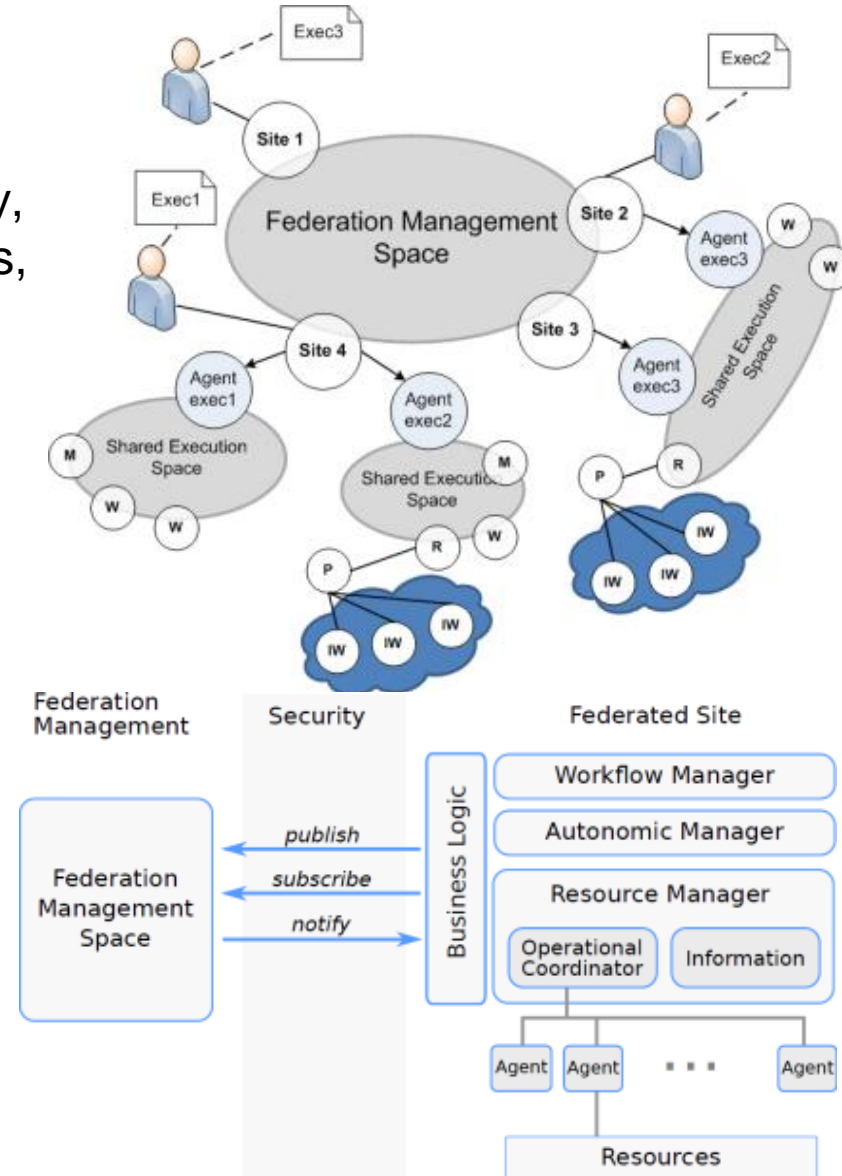 Exec3
Exec2
Site 1
y,
s,
Exec1
Federation Management
Space
Site 2
Agent
exec3
W
W
Site 3
Site 4
Agent
exec3
Shared Execution
Space
Agent
exec1
Agent
exec2
Shared Execution
Space
M
W
W
M
Shared Execution
Space
P
R
W
IW
IW
IW
P
R
IW
IW
IW
Federation
Management
Security
Federated Site
Federation
Management
Space
publish
subscribe
notify
Business Logic
Workflow Manager
Autonomic Manager
Resource Manager
Operational
Coordinator
Information
Agent
Agent
Agent
Resources